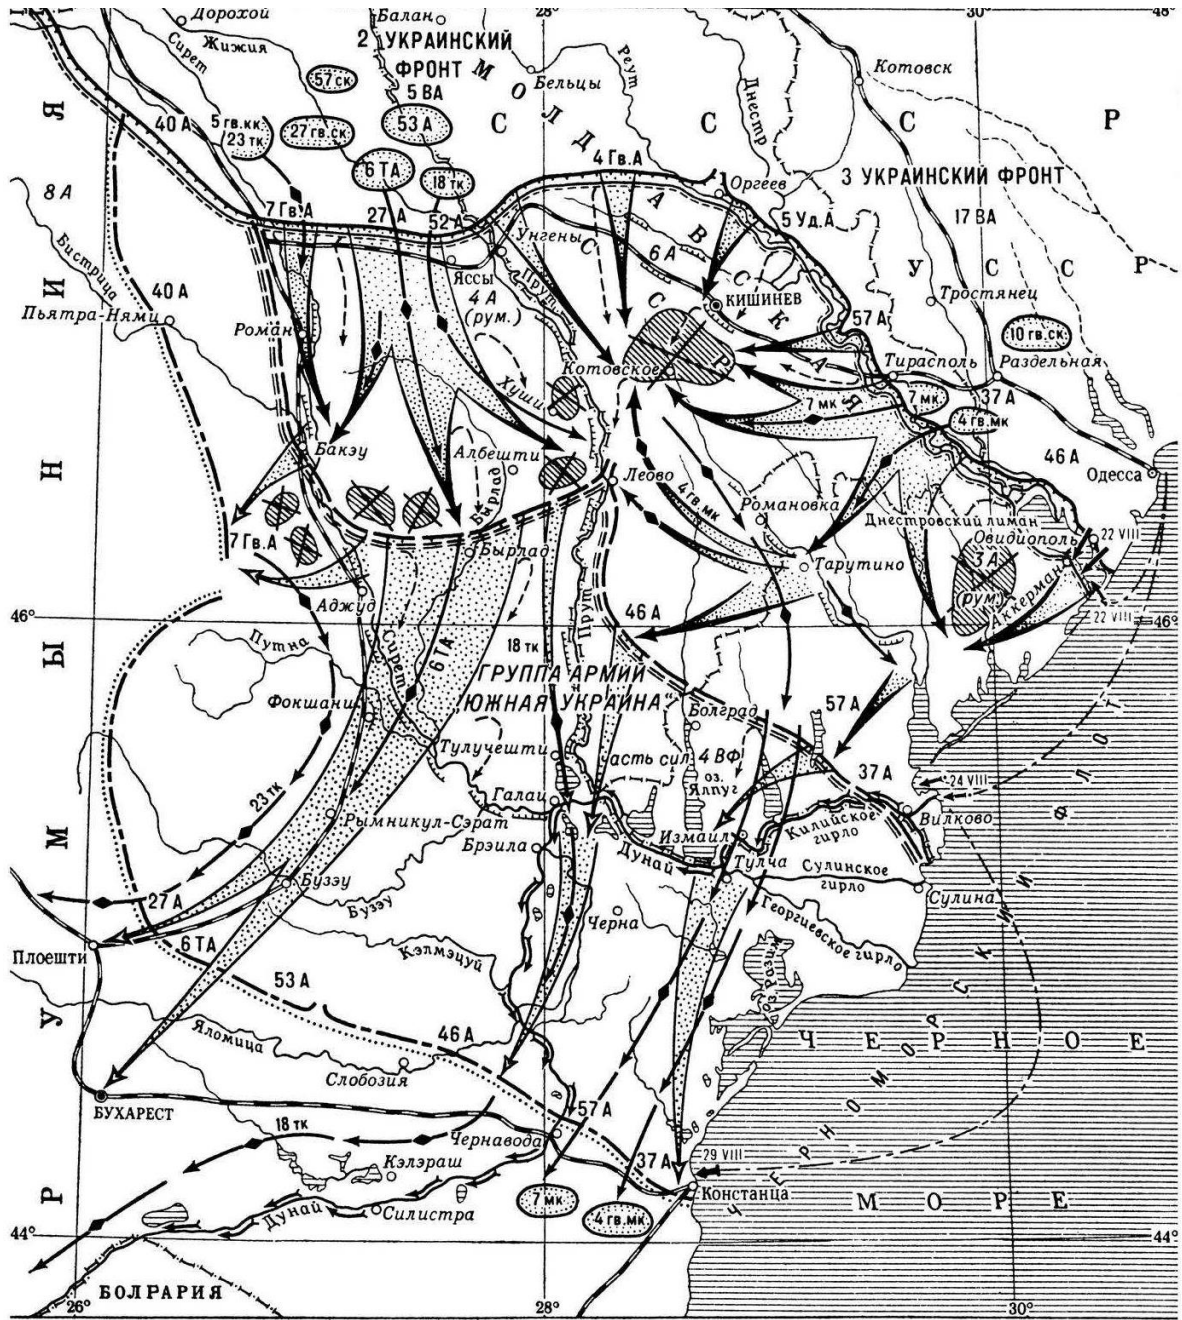 Дорохой
Балан
28°
30°
48°
Жижия
Сирет
2 УКРАИНСКИЙ
ФРОНТ
5 ВА
57 ск
Бельцы
Реут
Днестр
Котовск
МОЛДАВСКАЯ
С С Р
40 А
5 гв.кк
23 тк
27 гв.ск
53 А
6 ТА
18 тк
4 Гв.А
Оргеев
3 УКРАИНСКИЙ ФРОНТ
8 А
7 Гв.А
27 А
52 А
5 Уд.А
17 ВА
Бистрица
Унгены
6 А
УССР
Яссы
Прут
4 А
(рум.)
КИШИНЕВ
Тростянец
40 А
Пьятра-Нямц
Роман
57 А
10 гв.ск
Котовское
Тирасполь
Раздельная
37 А
Хуши
7 мк
7 мк
4 гв.мк
46 А
Одесса
Бакэу
Албешти
Леово
4 гв.мк
Романовка
Днестровский лиман
Овидиополь
22 VIII
Бырлад
7 Гв.А
Бырлад
Тарутино
3 А
(рум.)
Аккерман
Аджуд
46°
46 А
22 VIII
46°
Путна
Сирет
6 ТА
18 тк
Прут
ГРУППА АРМИЙ
ЮЖНАЯ УКРАИНА"
Фокшаны
Болград
57 А
Тулучешти
асть сил 4 ВФ
оз.
Ялпуг
37 А
24 VIII
23 тк
Галац
Рымникул-Сэрат
Брэила
Измаил
Килийское
гирло
Вилково
Дунай
Тулча
Сулинское
гирло
Сулина
27 А
Бузэу
Бузэу
Черна
Георгиевское гирло
6 ТА
Плоешти
Кэлмэцуй
53 А
оз. Разим
46 А
Яломица
Слобозия
ЧЕРНОЕ
БУХАРЕСТ
57 А
18 тк
Чернавода
37 А
29 VIII
Кэлэраш
7 мк
4 гв.мк
Констанца
МОРЕ
ЧЕРНОМОРСКИЙ ФЛОТ
Дунай
Силистра
44°
44°
БОЛРАРИЯ
26°
28°
30°
РУМЫНИЯ